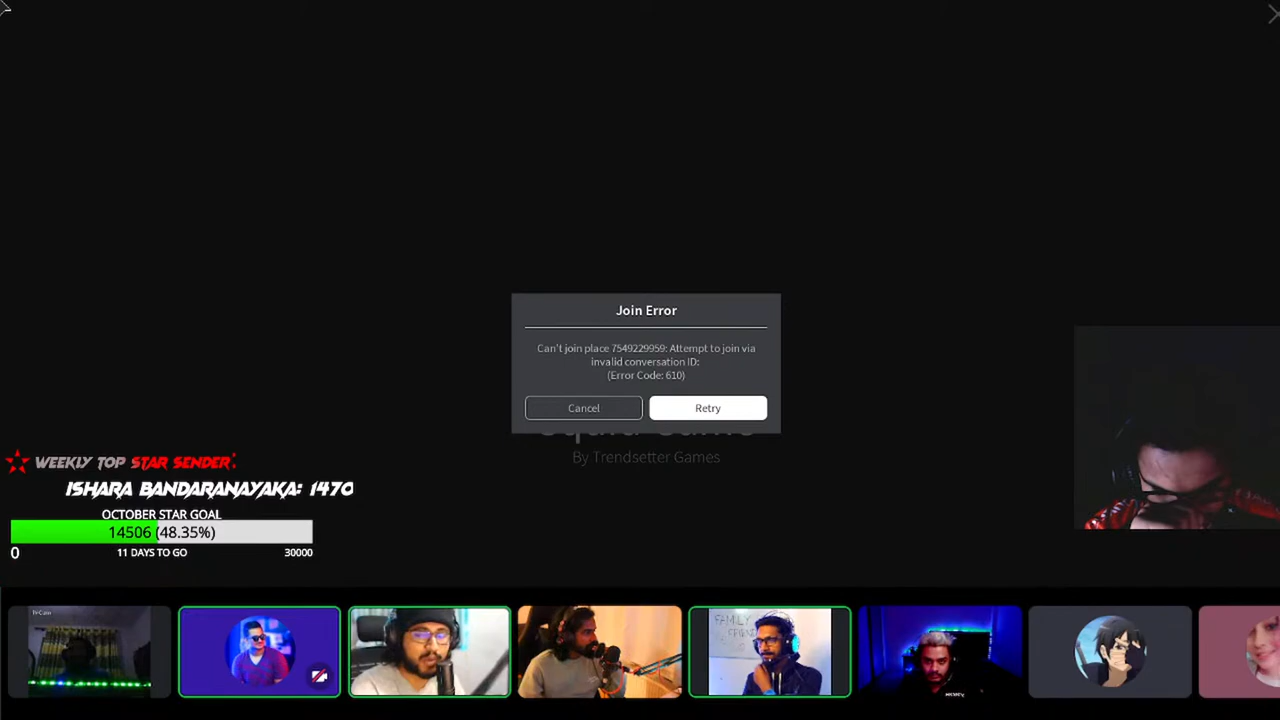 Join Error
Can't join place 7549229959: Attempt to join via
invalid conversation ID:
(Error Code: 610)
Cancel
Retry
By Trendsetter Games
WEEKLY TOP STAR SENDER:
ISHARA BANDARANAYAKA: 1470
OCTOBER STAR GOAL
14506 (48.35%)
0
11 DAYS TO GO
30000
FAMILY